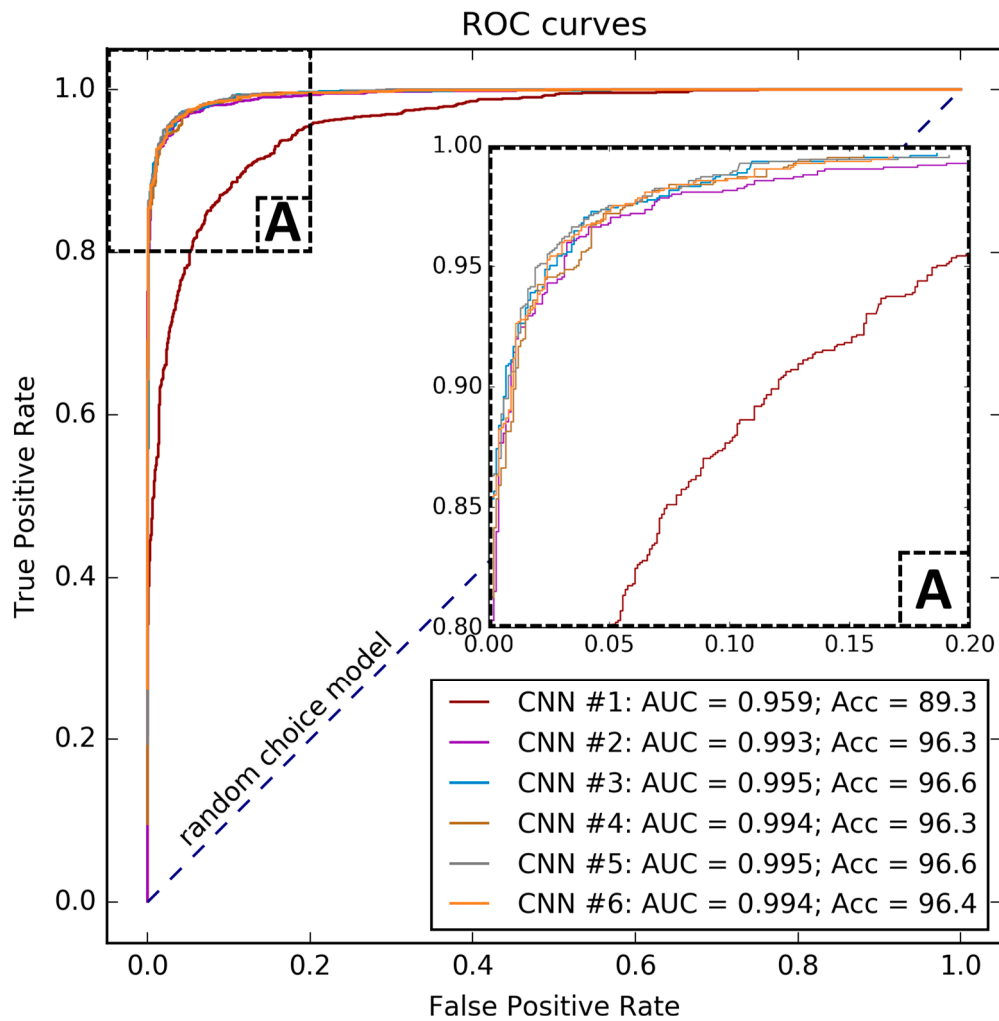 ROC curves
1.0
0.8
0.6
0.4
0.2
0.0
True Positive Rate
A
random choice model
1.00
0.95
0.90
0.85
0.80
0.00 0.05 0.10 0.15 0.20
A
CNN #1: AUC = 0.959; Acc = 89.3
CNN #2: AUC = 0.993; Acc = 96.3
CNN #3: AUC = 0.995; Acc = 96.6
CNN #4: AUC = 0.994; Acc = 96.3
CNN #5: AUC = 0.995; Acc = 96.6
CNN #6: AUC = 0.994; Acc = 96.4
0.0 0.2 0.4 0.6 0.8 1.0
False Positive Rate